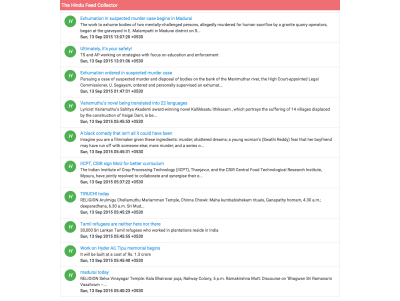 The Hindu Feed Collector
H
Exhumation in suspected murder case begins in Madurai
The work to exhume bodies of two mentally-challenged persons, allegedly murdered for human sacrifice by a granite quarry operators,
began at the graveyard in E. Malampatti in Madurai district on S...
Sun, 13 Sep 2015 13:07:20 +0530
H
Ultimately, it's your safety!
TS and AP working on strategies with focus on education and enforcement
Sun, 13 Sep 2015 13:01:06 +0530
H
Exhumation ordered in suspected murder case
Pursuing a case of suspected murder and disposal of bodies on the bank of the Manimuthar river, the High Court-appointed Legal
Commissioner, U. Sagayam, ordered and personally supervised an exhumat...
Sun, 13 Sep 2015 01:47:01 +0530
H
Vairamuthu's novel being translated into 22 languages
Lyricist Vairamuthu's Sahitya Akademi award-winning novel Kallikkaatu Ithikasam , which portrays the suffering of 14 villages displaced
by the construction of Vaigai Dam, is be...
Sun, 13 Sep 2015 05:45:53 +0530
H
A black comedy that isn't all it could have been
Imagine you are a filmmaker given these ingredients: murder; shattered dreams; a young woman's (Swathi Reddy) fear that her boyfriend
may have run off with someone else; more murder; and a series o...
Sun, 13 Sep 2015 05:46:31 +0530
H
IICPT, CSIR sign MoU for better curriculum
The Indian Institute of Crop Processing Technology (IICPT), Thanjavur, and the CSIR Central Food Technological Research Institute,
Mysuru, have jointly resolved to collaborate and synergise their e...
Sun, 13 Sep 2015 05:37:22 +0530
H
TIRUCHI today
RELIGION Arulmigu Chellamuthu Mariamman Temple, Chinna Chowk: Maha kumbabishekam rituals, Ganapathy homam, 4.30 a.m.;
deeparadhana, 6.30 a.m. Sri Mud...
Sun, 13 Sep 2015 05:45:31 +0530
H
Tamil refugees are neither here nor there
30,000 Sri Lankan Tamil refugees who worked in plantations reside in India
Sun, 13 Sep 2015 05:45:55 +0530
H
Work on Hyder Ali, Tipu memorial begins
It will be built at a cost of Rs. 1.3 crore
Sun, 13 Sep 2015 05:45:48 +0530
H
madurai today
RELIGION Selva Vinayagar Temple: Kala Bhairavar puja, Railway Colony, 5 p.m. Ramakrishna Mutt: Discourse on 'Bhagwan Sri Ramanars
Vaazhvum –...
Sun, 13 Sep 2015 05:40:23 +0530